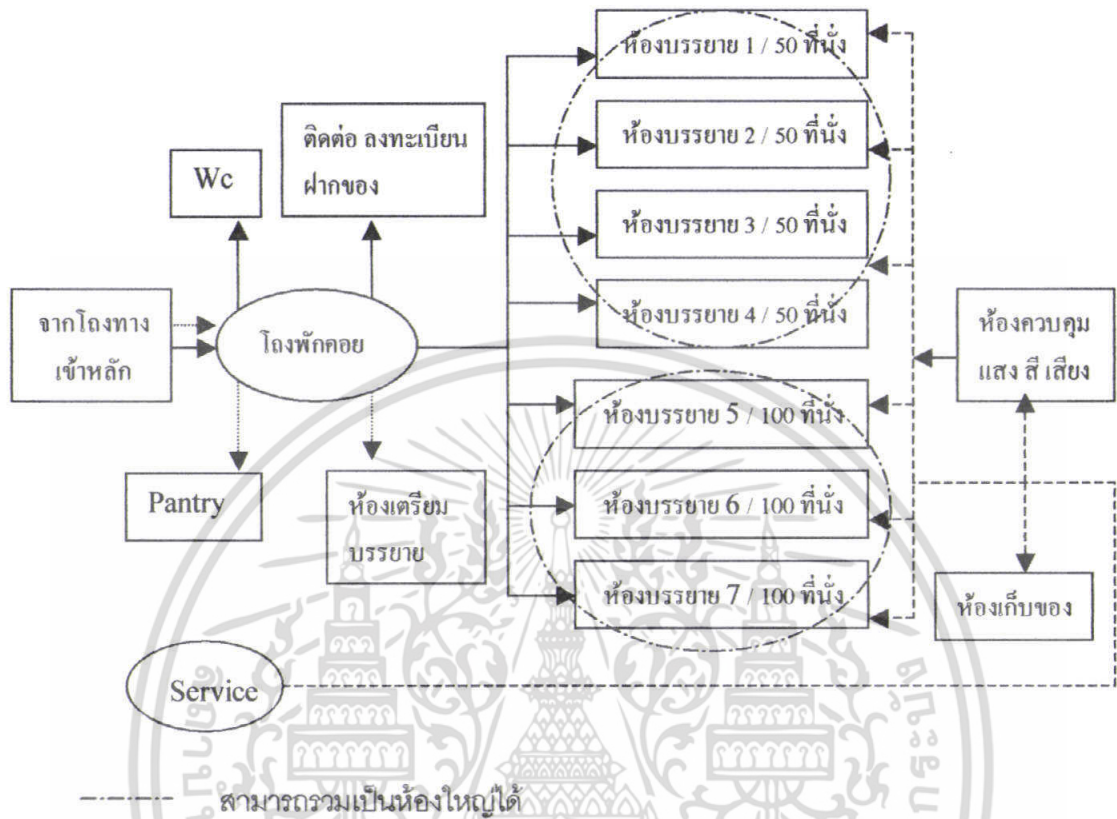 ห้องบรรยาย 1 / 50 ที่นั่ง
ติดต่อ ลงทะเบียน
ฝากของ
Wc
ห้องบรรยาย 2 / 50 ที่นั่ง
ห้องบรรยาย 3 / 50 ที่นั่ง
จากโถงทาง
เข้าหลัก
โถงพักคอย
ห้องบรรยาย 4 / 50 ที่นั่ง
ห้องควบคุม
แสง สี เสียง
ห้องบรรยาย 5 / 100 ที่นั่ง
Pantry
ห้องเตรียม
บรรยาย
ห้องบรรยาย 6 / 100 ที่นั่ง
ห้องบรรยาย 7 / 100 ที่นั่ง
ห้องเก็บของ
Service
สามารถรวมเป็นห้องใหญ่ได้